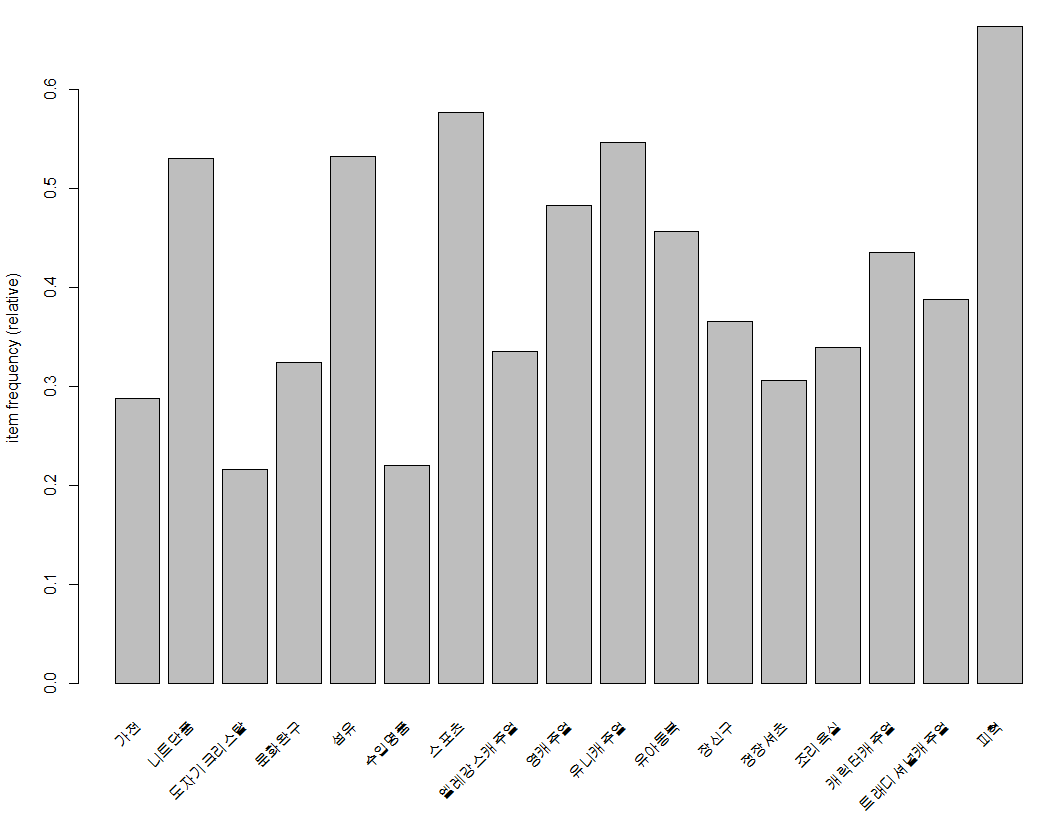 item frequency (relative)
0.6
0.5
0.4
0.3
0.2
0.1
0.0
가전
니트단품
도자기크리스탈
문화완구
섬유
수입명품
스포츠
엘레강스캐주얼
영캐주얼
유니캐주얼
유아동복
장신구
정장셔츠
조리욕실
캐릭터캐주얼
트래디셔널캐주얼
피혁